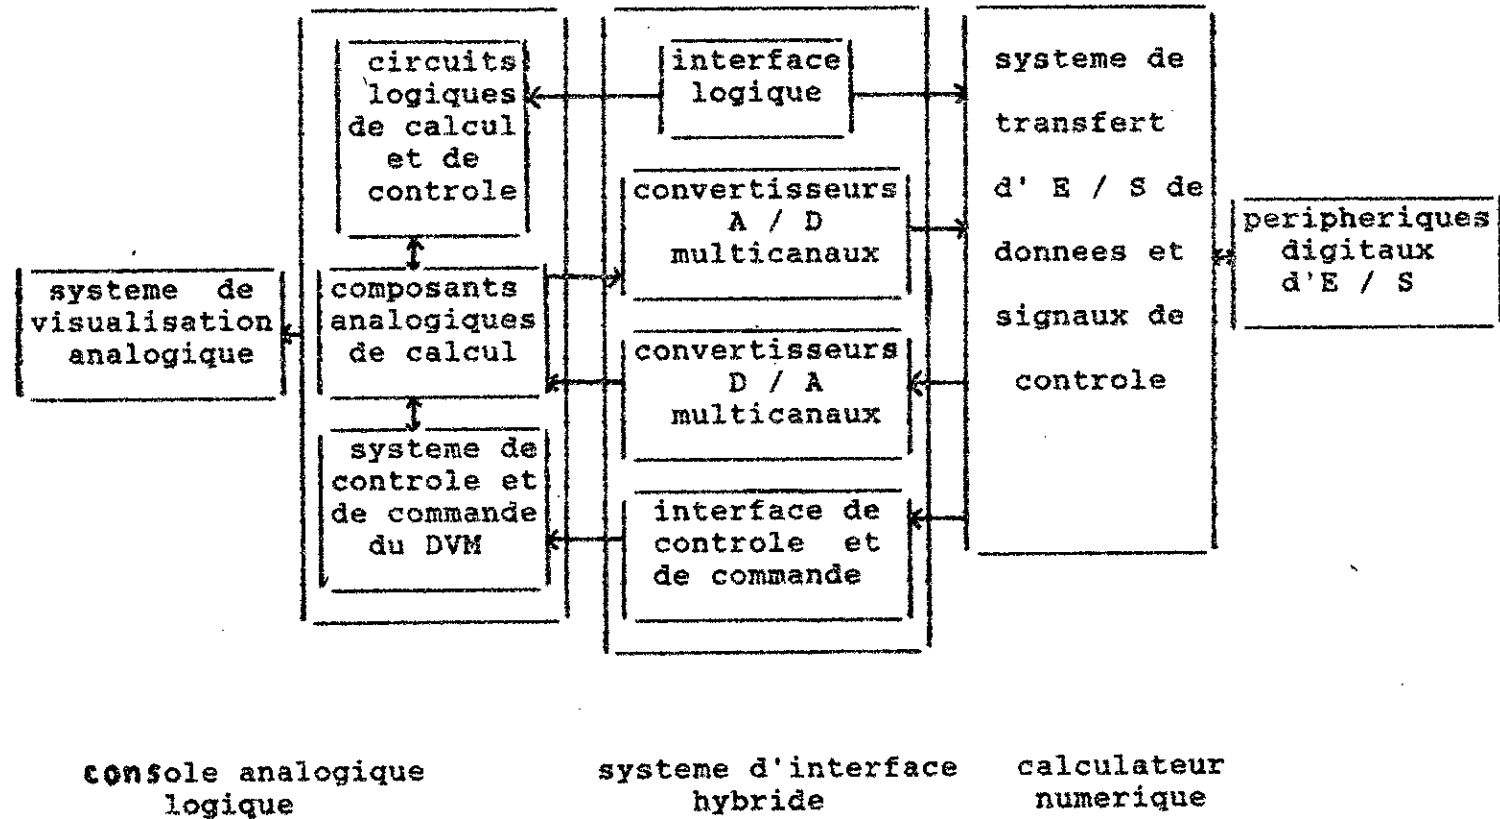 circuits
logiques
de calcul
et de
controle
composants
analogiques
de calcul
systeme de
controle et
de commande
du DVM
systeme de
visualisation
analogique
interface
logique
convertisseurs
A / D
multicanaux
convertisseurs
D / A
multicanaux
interface de
controle et
de commande
systeme de
transfert
d' E / S de
donnees et
signaux de
controle
peripheriques
digitaux
d'E / S
console analogique
logique
systeme d'interface
hybride
calculateur
numerique